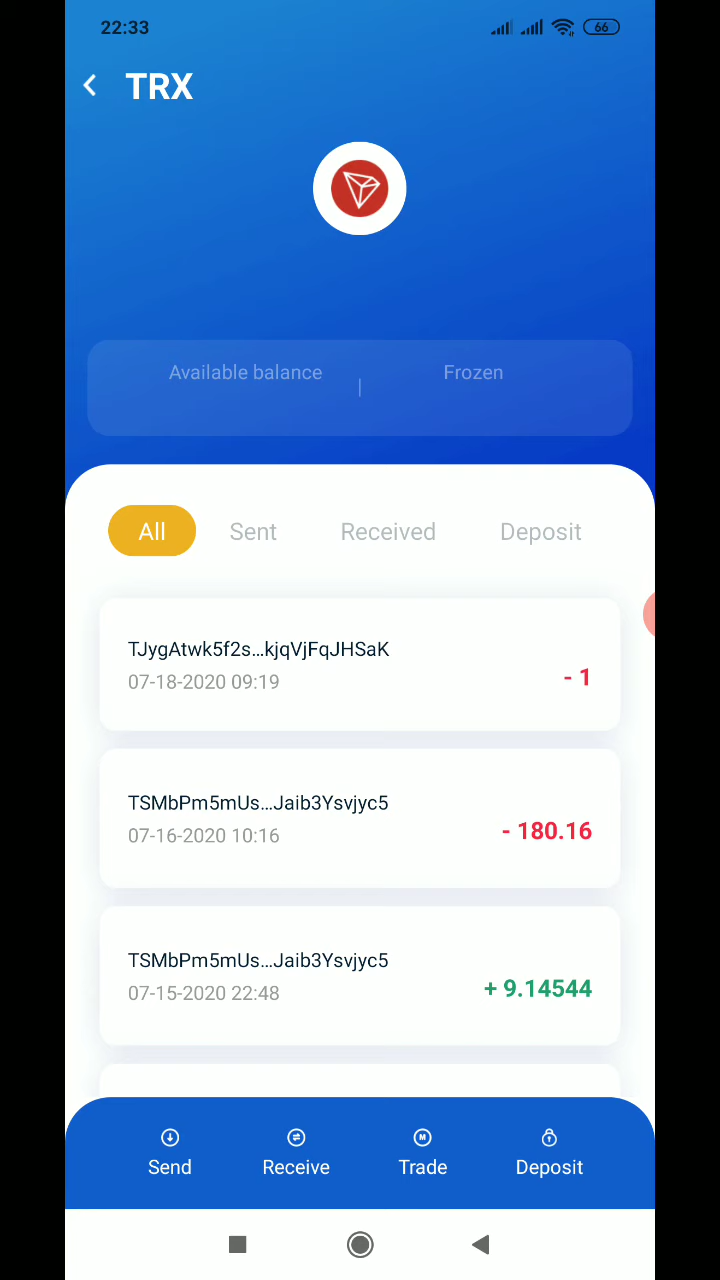 22:33
66
TRX
Available balance | Frozen
All Sent Received Deposit
TJygAtwk5f2s...kjqVjFqJHSaK
07-18-2020 09:19
- 1
TSMbPm5mUs...Jaib3Ysvjyc5
07-16-2020 10:16
- 180.16
TSMbPm5mUs...Jaib3Ysvjyc5
07-15-2020 22:48
+ 9.14544
M
Send Receive Trade Deposit